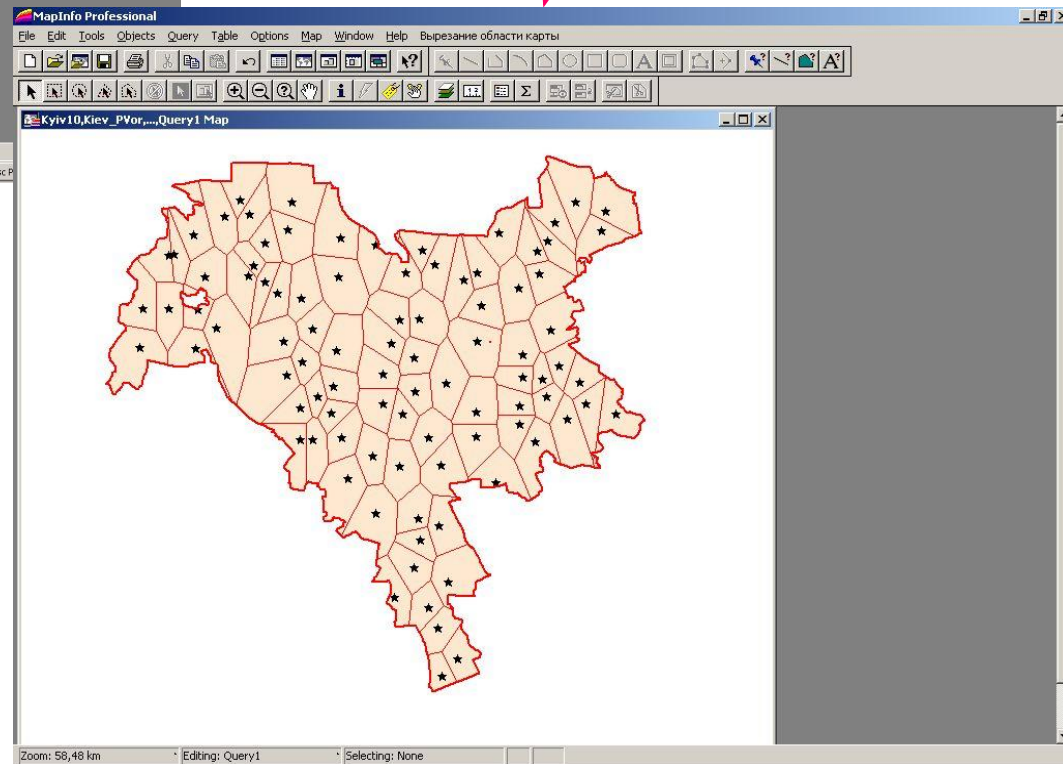 MapInfo Professional
File Edit Tools Objects Query Table Options Map Window Help Вырезание области карты
Kyiv10,Kiev_PVor,...,Query1 Map
Zoom: 58,48 km Editing: Query1 Selecting: None